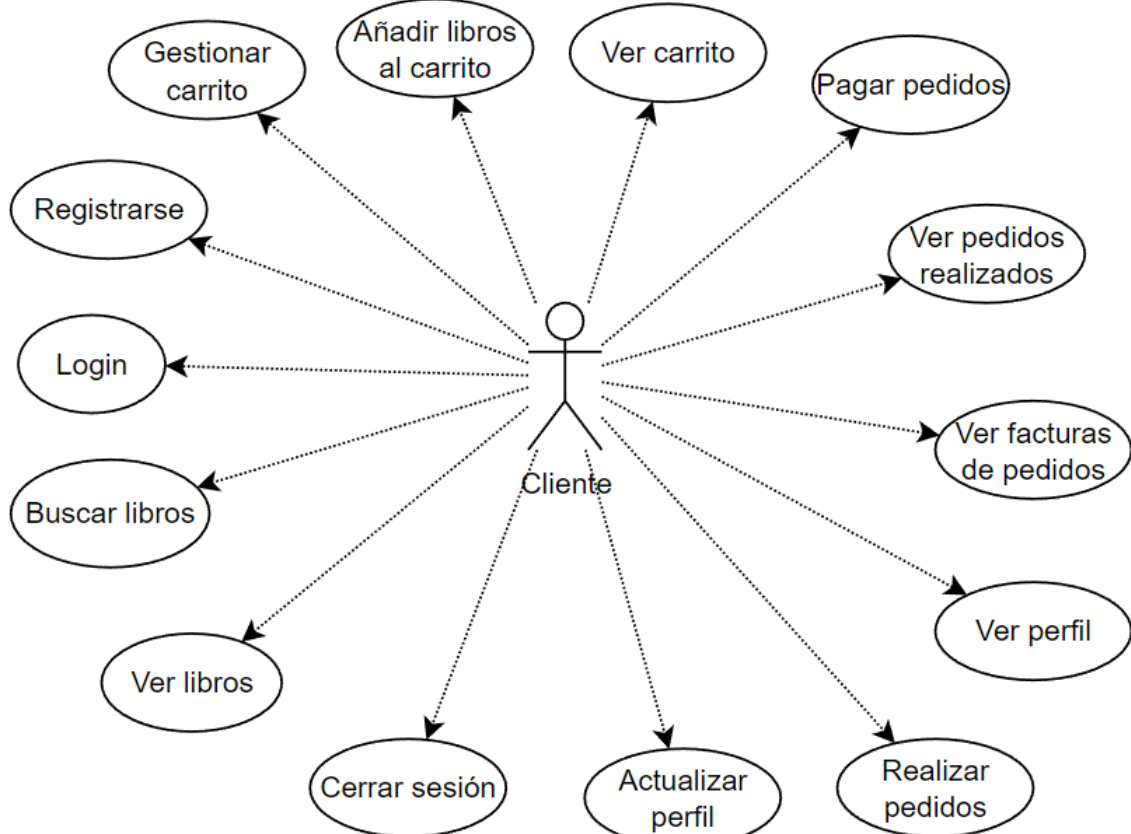 Gestionar
carrito
Añadir libros
al carrito
Ver carrito
Pagar pedidos
Registrarse
Ver pedidos
realizados
Login
Cliente
Ver facturas
de pedidos
Buscar libros
Ver perfil
Ver libros
Cerrar sesión
Actualizar
perfil
Realizar
pedidos